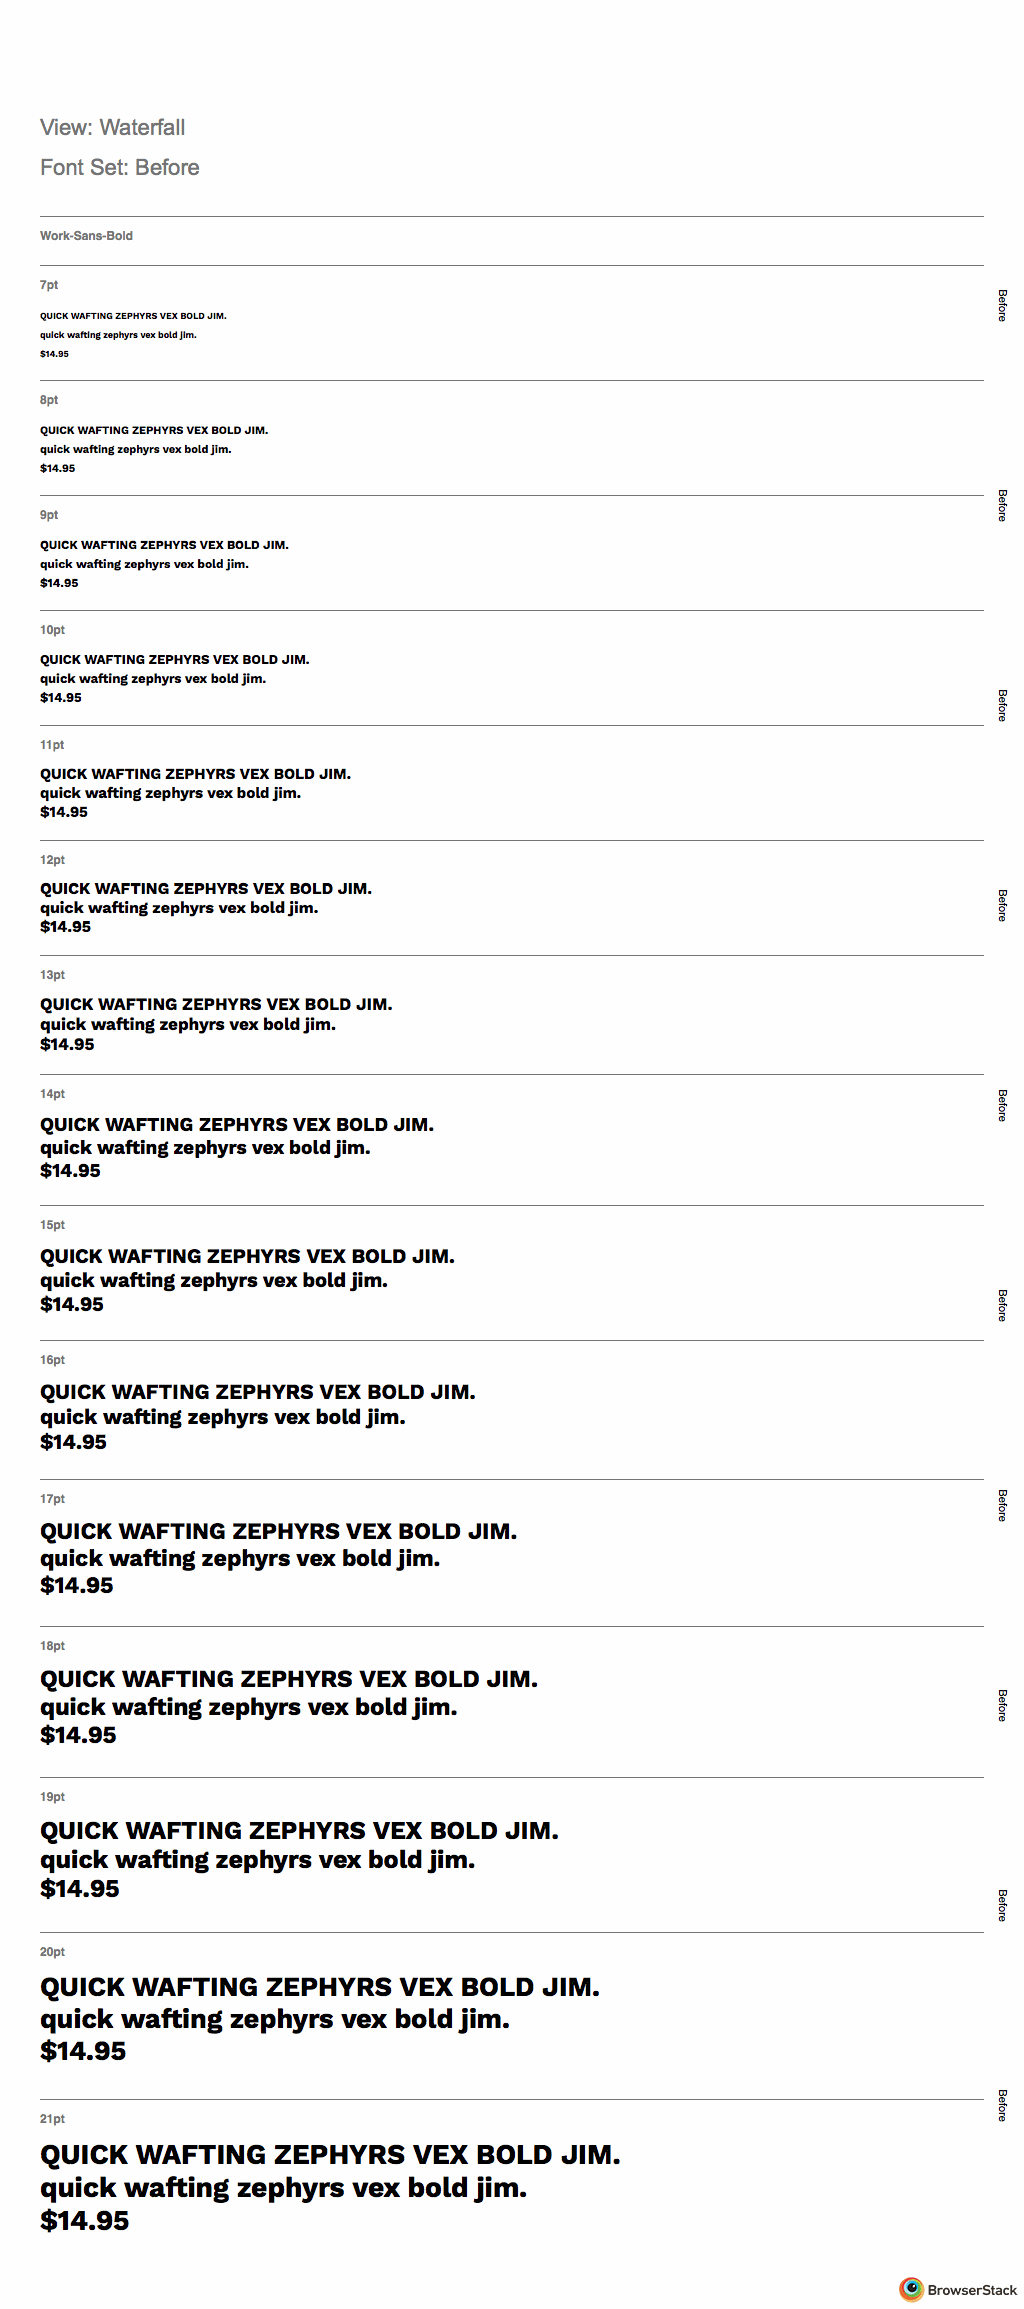 View: Waterfall
Font Set: Before
Work-Sans-Bold
7pt
Before
QUICK WAFTING ZEPHYRS VEX BOLD JIM.
quick wafting zephyrs vex bold jim.
$14.95
8pt
QUICK WAFTING ZEPHYRS VEX BOLD JIM.
quick wafting zephyrs vex bold jim.
$14.95
Before
9pt
QUICK WAFTING ZEPHYRS VEX BOLD JIM.
quick wafting zephyrs vex bold jim.
$14.95
10pt
QUICK WAFTING ZEPHYRS VEX BOLD JIM.
quick wafting zephyrs vex bold jim.
$14.95
Before
11pt
QUICK WAFTING ZEPHYRS VEX BOLD JIM.
quick wafting zephyrs vex bold jim.
$14.95
12pt
QUICK WAFTING ZEPHYRS VEX BOLD JIM.
quick wafting zephyrs vex bold jim.
$14.95
Before
13pt
QUICK WAFTING ZEPHYRS VEX BOLD JIM.
quick wafting zephyrs vex bold jim.
$14.95
14pt
Before
QUICK WAFTING ZEPHYRS VEX BOLD JIM.
quick wafting zephyrs vex bold jim.
$14.95
15pt
QUICK WAFTING ZEPHYRS VEX BOLD JIM.
quick wafting zephyrs vex bold jim.
$14.95
Before
16pt
QUICK WAFTING ZEPHYRS VEX BOLD JIM.
quick wafting zephyrs vex bold jim.
$14.95
17pt
Before
QUICK WAFTING ZEPHYRS VEX BOLD JIM.
quick wafting zephyrs vex bold jim.
$14.95
18pt
QUICK WAFTING ZEPHYRS VEX BOLD JIM.
quick wafting zephyrs vex bold jim.
$14.95
Before
19pt
QUICK WAFTING ZEPHYRS VEX BOLD JIM.
quick wafting zephyrs vex bold jim.
$14.95
Before
20pt
QUICK WAFTING ZEPHYRS VEX BOLD JIM.
quick wafting zephyrs vex bold jim.
$14.95
Before
21pt
QUICK WAFTING ZEPHYRS VEX BOLD JIM.
quick wafting zephyrs vex bold jim.
$14.95
BrowserStack